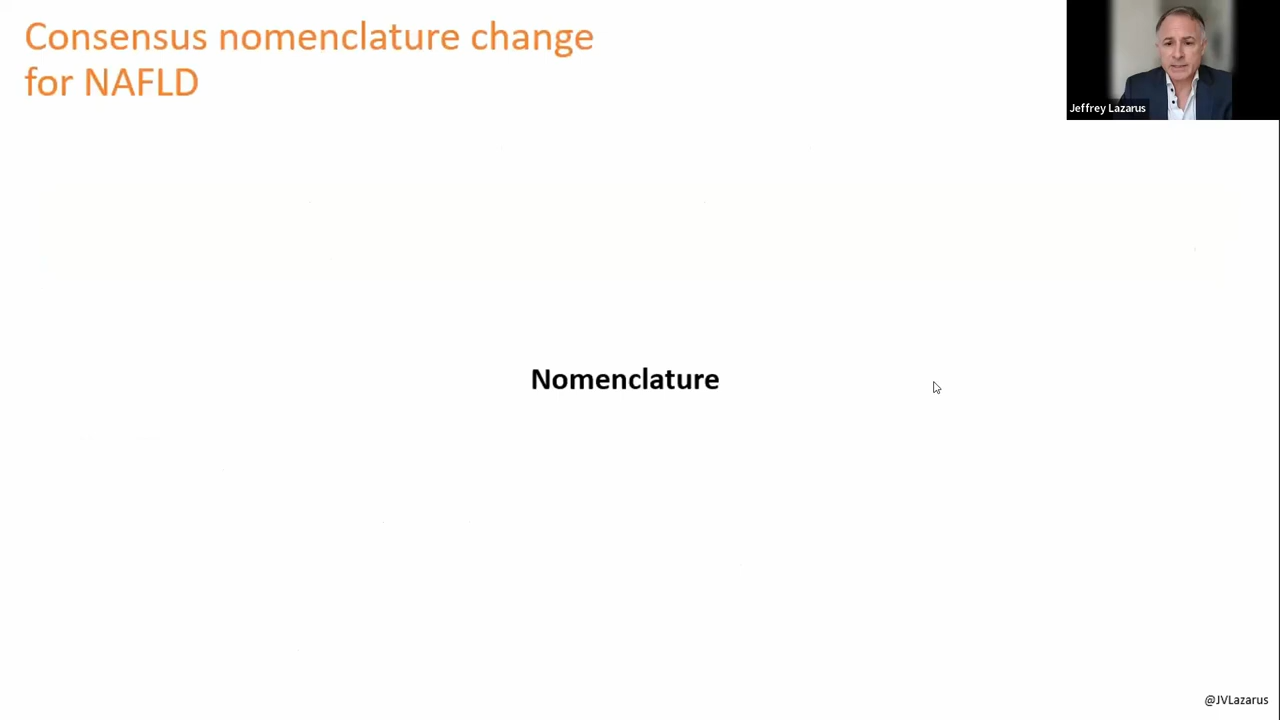 Consensus nomenclature change
for NAFLD
Jeffrey Lazarus
Nomenclature
@JVLazarus